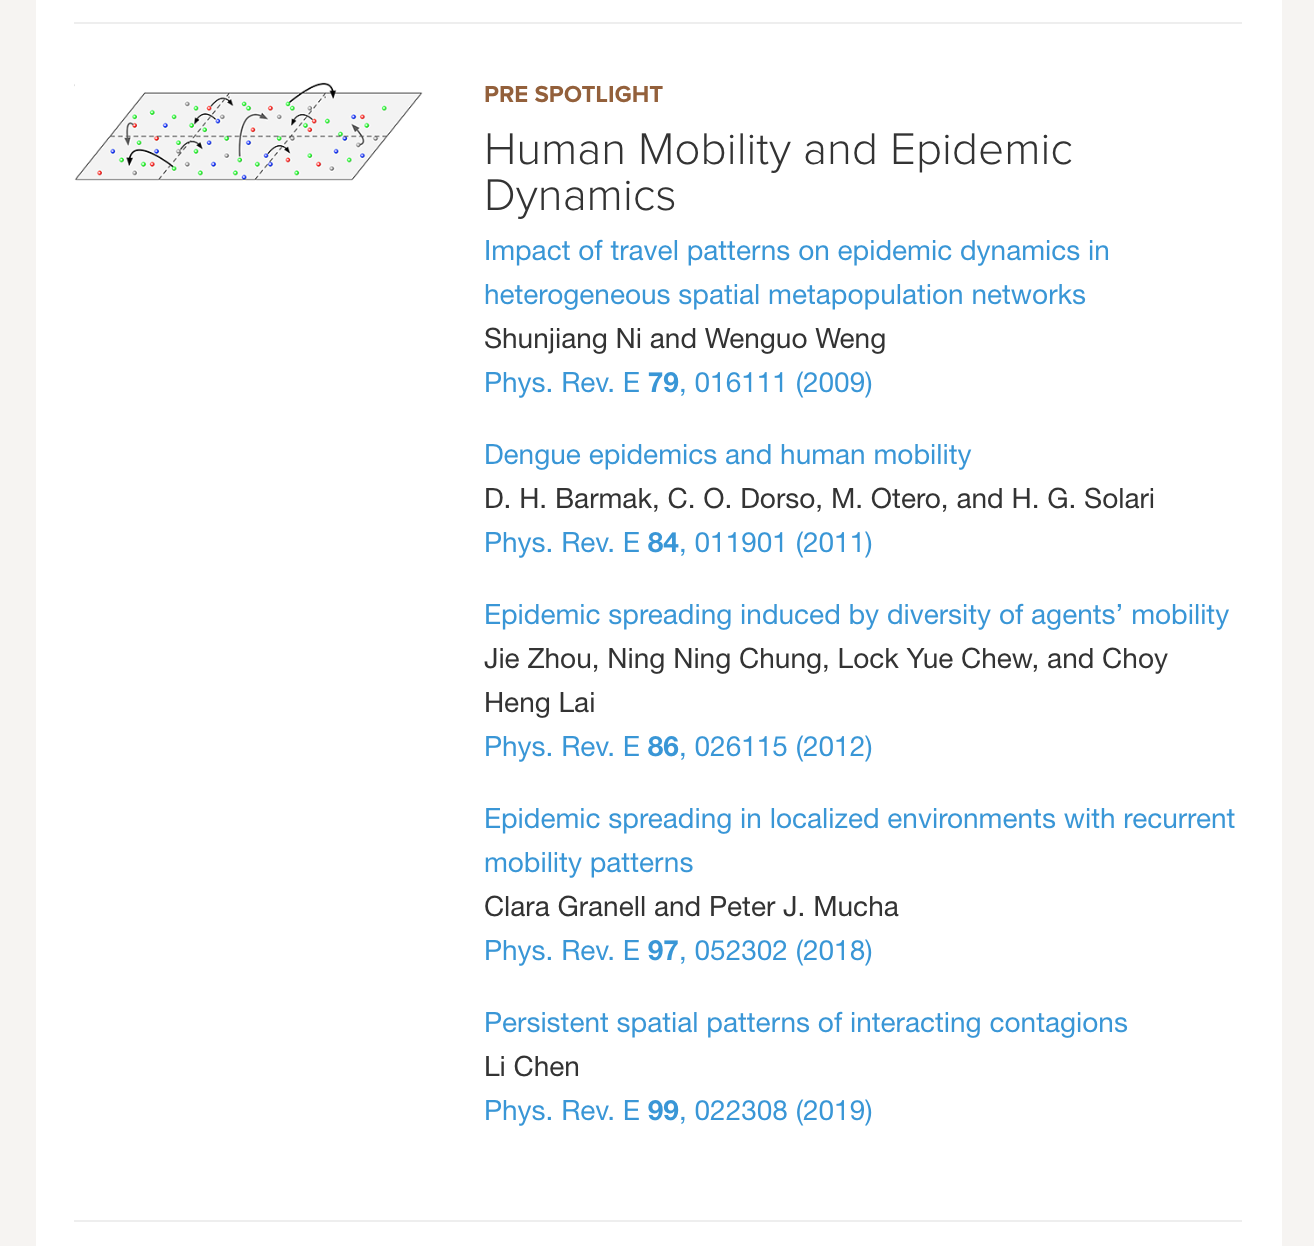 PRE SPOTLIGHT
Human Mobility and Epidemic
Dynamics
Impact of travel patterns on epidemic dynamics in
heterogeneous spatial metapopulation networks
Shunjiang Ni and Wenguo Weng
Phys. Rev. E 79, 016111 (2009)
Dengue epidemics and human mobility
D. H. Barmak, C. O. Dorso, M. Otero, and H. G. Solari
Phys. Rev. E 84, 011901 (2011)
Epidemic spreading induced by diversity of agents’ mobility
Jie Zhou, Ning Ning Chung, Lock Yue Chew, and Choy
Heng Lai
Phys. Rev. E 86, 026115 (2012)
Epidemic spreading in localized environments with recurrent
mobility patterns
Clara Granell and Peter J. Mucha
Phys. Rev. E 97, 052302 (2018)
Persistent spatial patterns of interacting contagions
Li Chen
Phys. Rev. E 99, 022308 (2019)